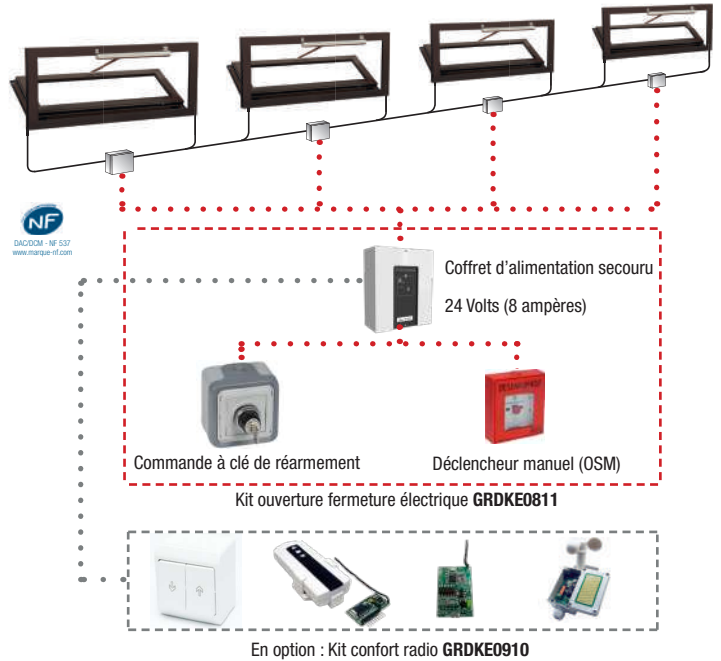 NF
DAC/DCM - NF 537
www.marque-nf.com
Coffret d'alimentation secouru
24 Volts (8 ampères)
Commande à clé de réarmement
Déclencheur manuel (OSM)
Kit ouverture fermeture électrique GRDKE0811
En option : Kit confort radio GRDKE0910